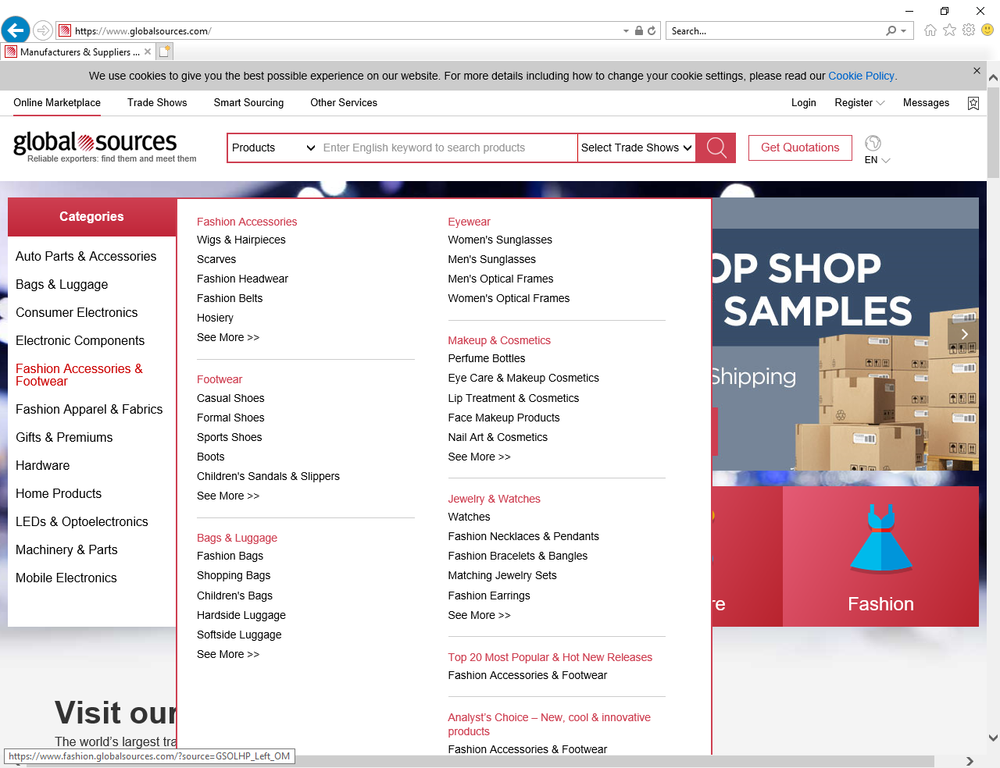 https://www.globalsources.com/
Search...
Manufacturers & Suppliers ...
We use cookies to give you the best possible experience on our website. For more details including how to change your cookie settings, please read our Cookie Policy.
Online Marketplace
Trade Shows
Smart Sourcing
Other Services
Login
Register
Messages
global sources
Reliable exporters: find them and meet them
Products
Enter English keyword to search products
Select Trade Shows
Get Quotations
EN
Categories
Auto Parts & Accessories
Bags & Luggage
Consumer Electronics
Electronic Components
Fashion Accessories &
Footwear
Fashion Apparel & Fabrics
Gifts & Premiums
Hardware
Home Products
LEDs & Optoelectronics
Machinery & Parts
Mobile Electronics
Fashion Accessories
Wigs & Hairpieces
Scarves
Fashion Headwear
Fashion Belts
Hosiery
See More >>
Footwear
Casual Shoes
Formal Shoes
Sports Shoes
Boots
Children's Sandals & Slippers
See More >>
Bags & Luggage
Fashion Bags
Shopping Bags
Children's Bags
Hardside Luggage
Softside Luggage
See More >>
Eyewear
Women's Sunglasses
Men's Sunglasses
Men's Optical Frames
Women's Optical Frames
Makeup & Cosmetics
Perfume Bottles
Eye Care & Makeup Cosmetics
Lip Treatment & Cosmetics
Face Makeup Products
Nail Art & Cosmetics
See More >>
Jewelry & Watches
Watches
Fashion Necklaces & Pendants
Fashion Bracelets & Bangles
Matching Jewelry Sets
Fashion Earrings
See More >>
Top 20 Most Popular & Hot New Releases
Fashion Accessories & Footwear
Analyst's Choice – New, cool & innovative
products
Fashion Accessories & Footwear
OP SHOP
SAMPLES
Shipping
re
Fashion
Visit our
The world's largest tra
https://www.fashion.globalsources.com/?source=GSOLHP_Left_OM